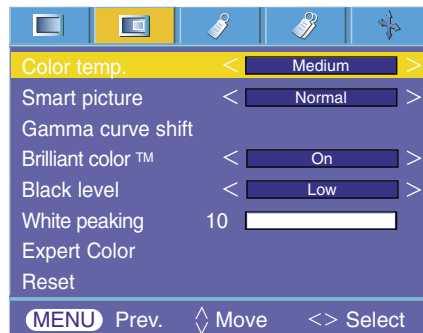 Color temp. < Medium >
Smart picture < Normal >
Gamma curve shift
Brilliant color ™ < On >
Black level < Low >
White peaking 10
Expert Color
Reset
MENU Prev. Move <> Select